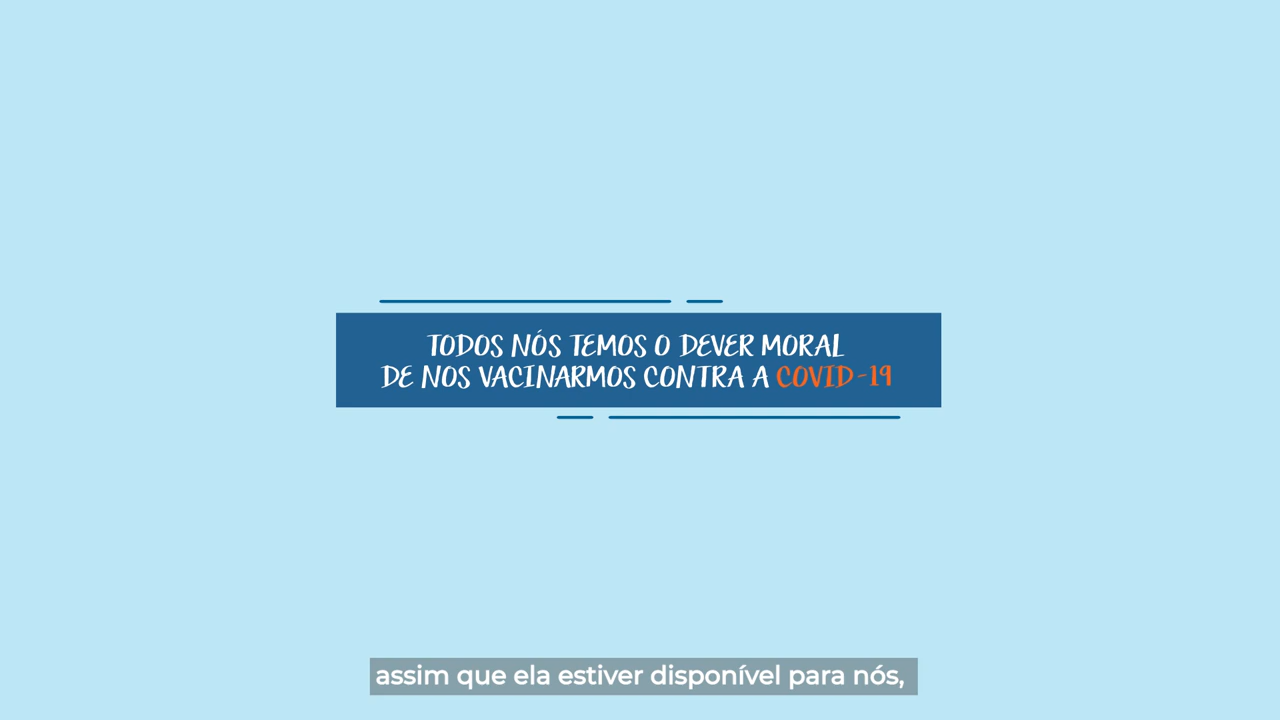 TODOS NÓS TEMOS O DEVER MORAL
DE NOS VACINARMOS CONTRA A COVID-19
assim que ela estiver disponível para nós,